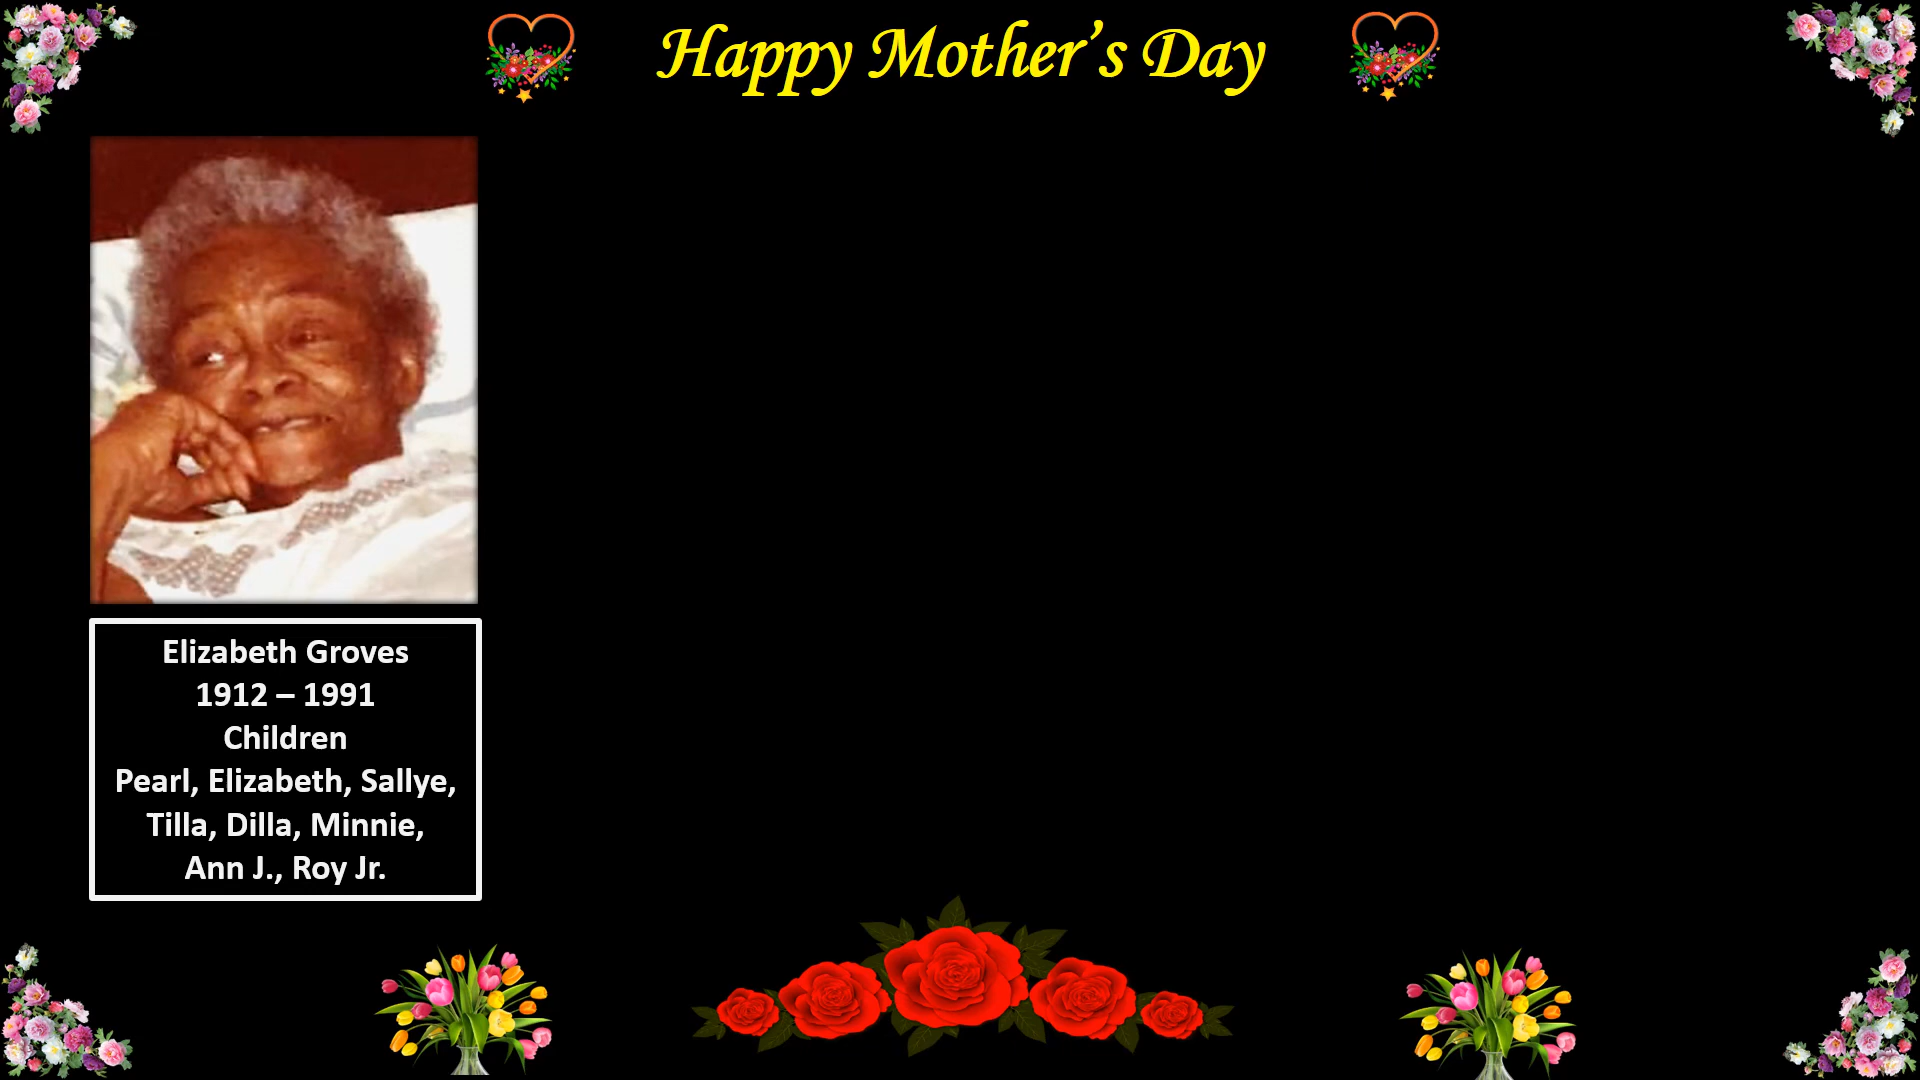 Happy Mother’s Day
Elizabeth Groves
1912 – 1991
Children
Pearl, Elizabeth, Sallye,
Tilla, Dilla, Minnie,
Ann J., Roy Jr.